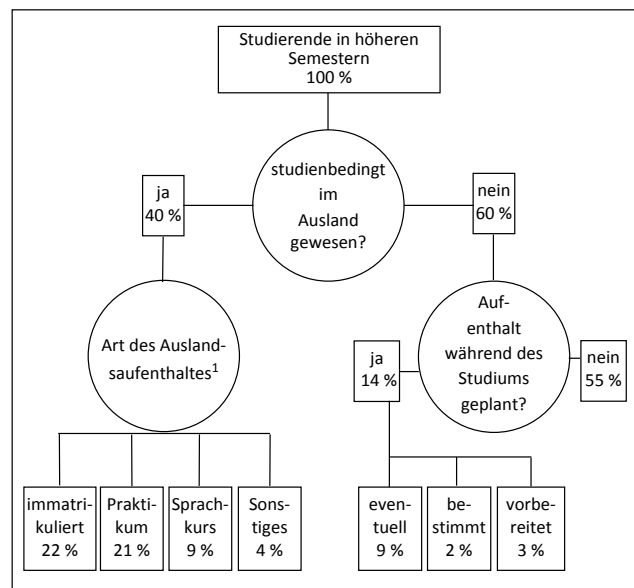 Studierende in höheren
Semestern
100 %
studienbedingt
im
Ausland
gewesen?
ja
40 %
nein
60 %
Art des Ausland-
saufenthaltes1
Auf-
enthalt
während des
Studiums
geplant?
ja
14 %
nein
55 %
immatri-
kuliert
22 %
Prakti-
kum
21 %
Sprach-
kurs
9 %
Sons-
tiges
4 %
even-
tuell
9 %
be-
stimmt
2 %
vorbe-
reitet
3 %